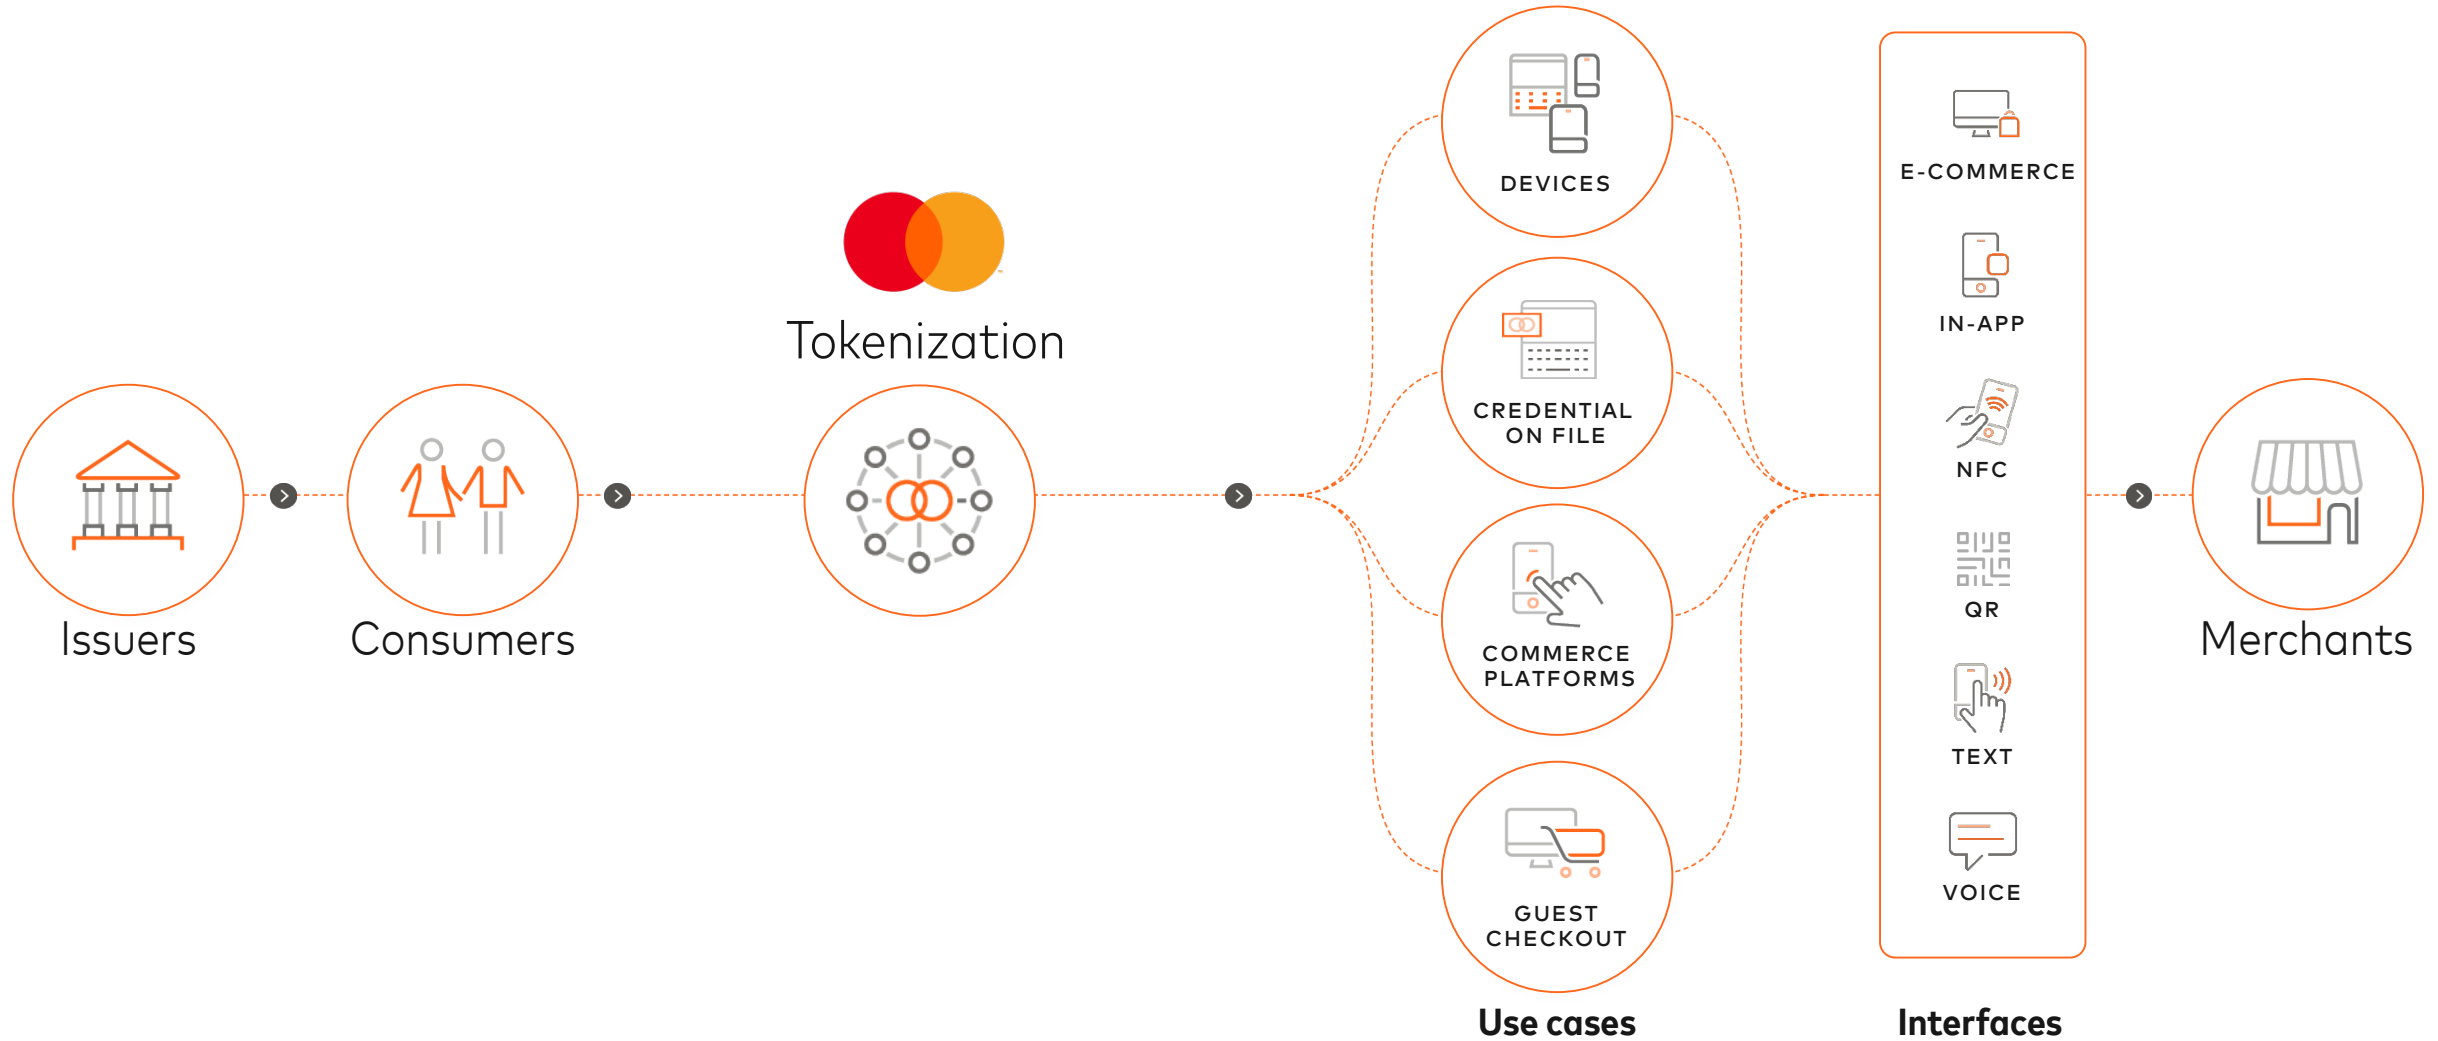 Issuers
Consumers
Tokenization
DEVICES
CREDENTIAL
ON FILE
COMMERCE
PLATFORMS
GUEST
CHECKOUT
Use cases
E-COMMERCE
IN-APP
NFC
QR
TEXT
VOICE
Interfaces
Merchants